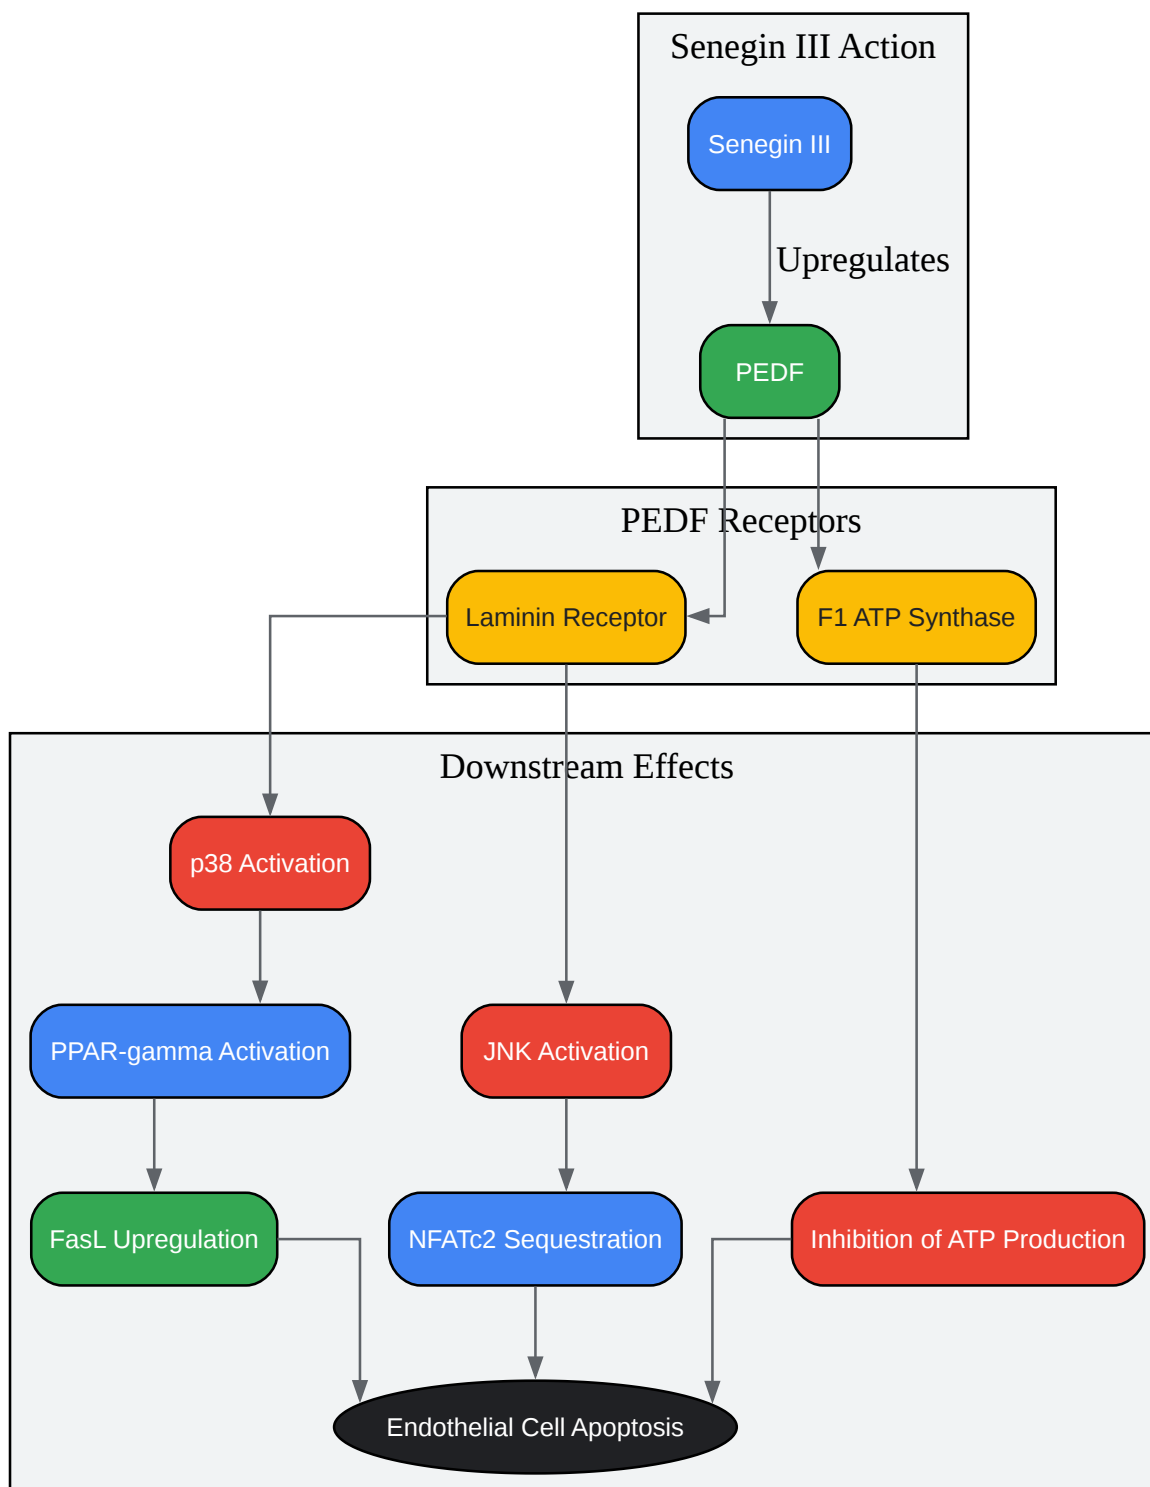 Senegin III Action
Senegin III
Upregulates
PEDF
PEDF Receptors
Laminin Receptor
F1 ATP Synthase
Downstream Effects
p38 Activation
PPAR-gamma Activation
JNK Activation
FasL Upregulation
NFATc2 Sequestration
Inhibition of ATP Production
Endothelial Cell Apoptosis